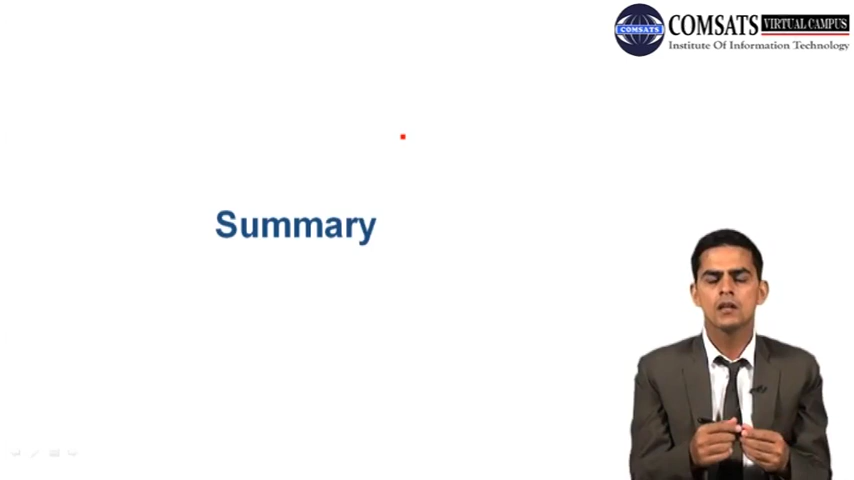 COMSATS VIRTUAL CAMPUS
Institute Of Information Technology
COMSATS
Summary